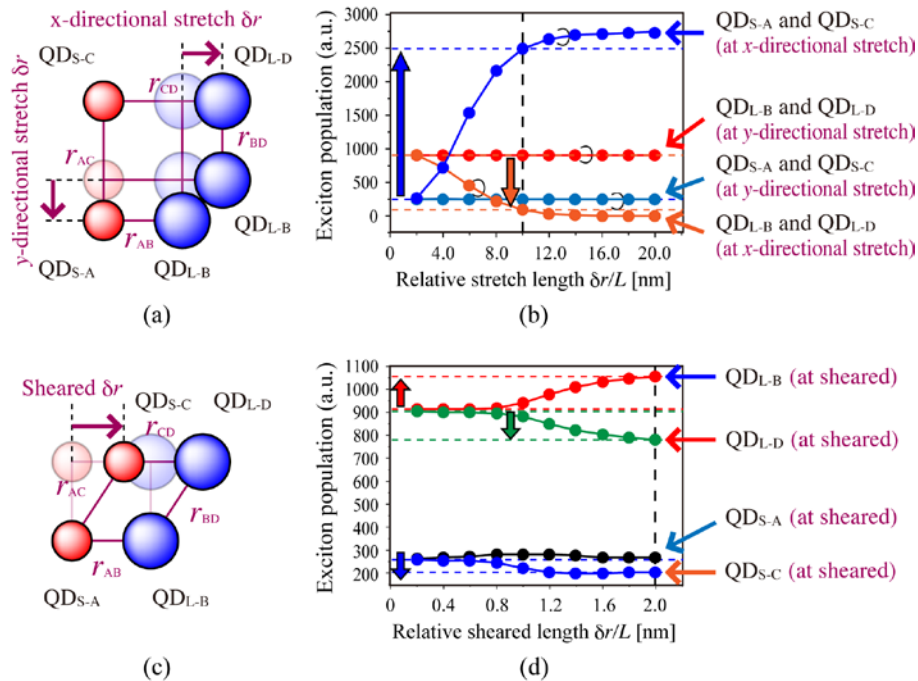 x-directional stretch δr
QDS-C
QDL-D
rCD
rBD
rAC
y-directional stretch δr
rAB
QDL-B
QDS-A
QDL-B
(a)
Exciton population (a.u.)
3000
2500
2000
1500
1000
500
250
0
0
4.0
8.0
12.0
16.0
20.0
Relative stretch length δr/L [nm]
QDS-A and QDS-C
(at x-directional stretch)
QDL-B and QDL-D
(at y-directional stretch)
QDS-A and QDS-C
(at y-directional stretch)
QDL-B and QDL-D
(at x-directional stretch)
(b)
Sheared δr
QDS-C
QDL-D
rCD
rAC
rBD
rAB
QDS-A
QDL-B
(c)
Exciton population (a.u.)
1100
1000
900
800
700
600
500
400
300
200
0
0.4
0.8
1.2
1.6
2.0
Relative sheared length δr/L [nm]
QDL-B (at sheared)
QDL-D (at sheared)
QDS-A (at sheared)
QDS-C (at sheared)
(d)